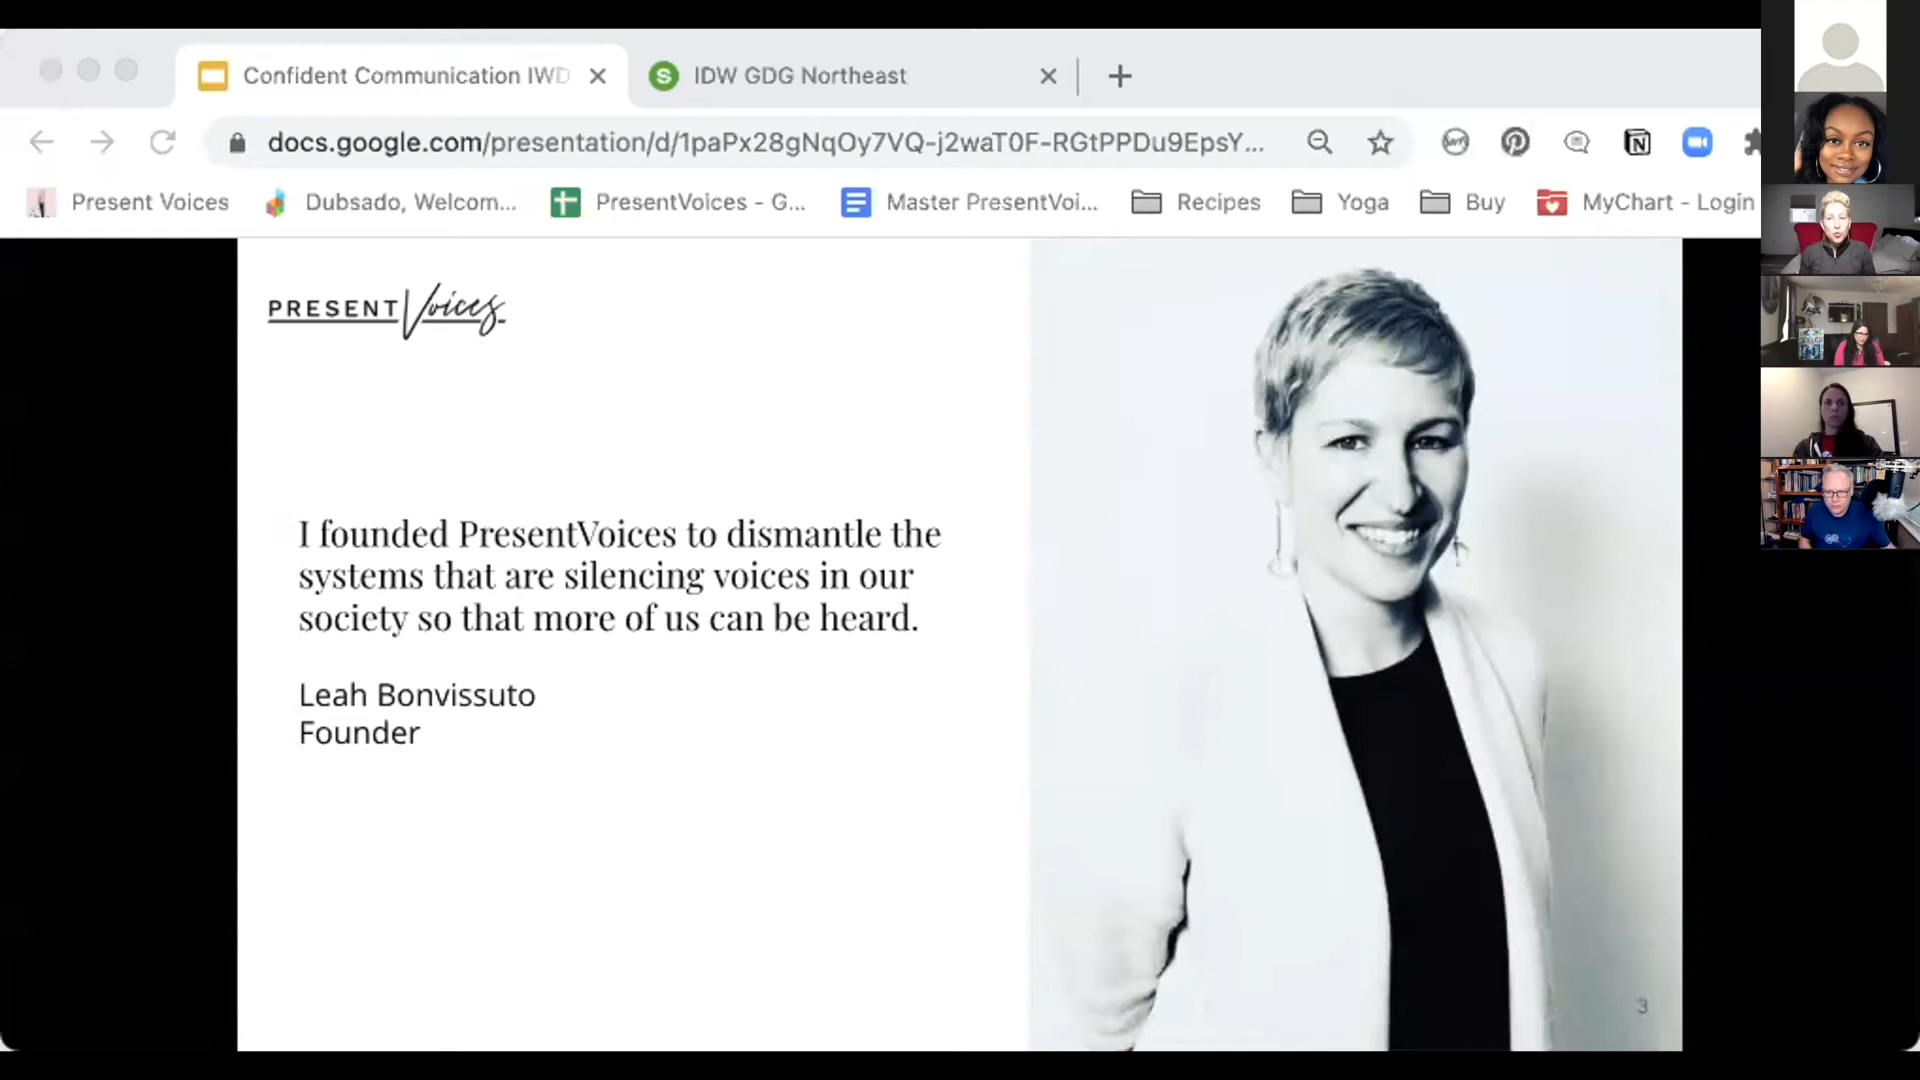 Confident Communication IWD
IDW GDG Northeast
docs.google.com/presentation/d/1paPx28gNqOy7VQ-j2waT0F-RGtPPDu9EpsY...
Present Voices
Dubsado, Welcom...
PresentVoices - G...
Master PresentVoi...
Recipes
Yoga
Buy
MyChart - Login
PRESENT Voices
I founded PresentVoices to dismantle the
systems that are silencing voices in our
society so that more of us can be heard.
Leah Bonvissuto
Founder
3